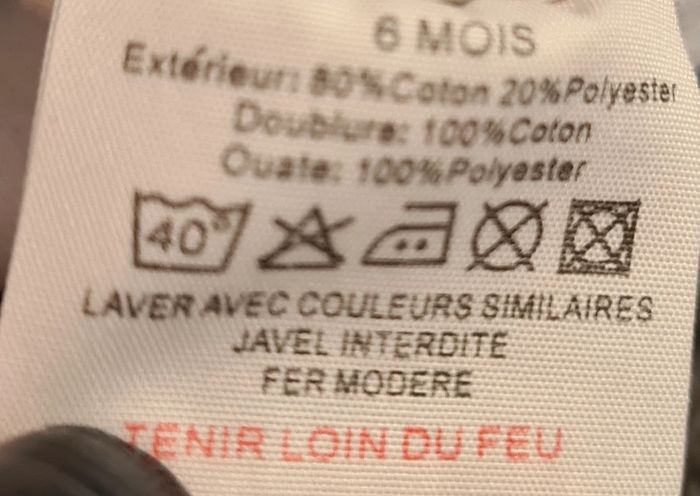 6 MOIS
Extérieur: 80%Coton 20%Polyester
Doublure: 100%Coton
Ouate: 100%Polyester
40°
LAVER AVEC COULEURS SIMILAIRES
JAVEL INTERDITE
FER MODERE
TENIR LOIN DU FEU